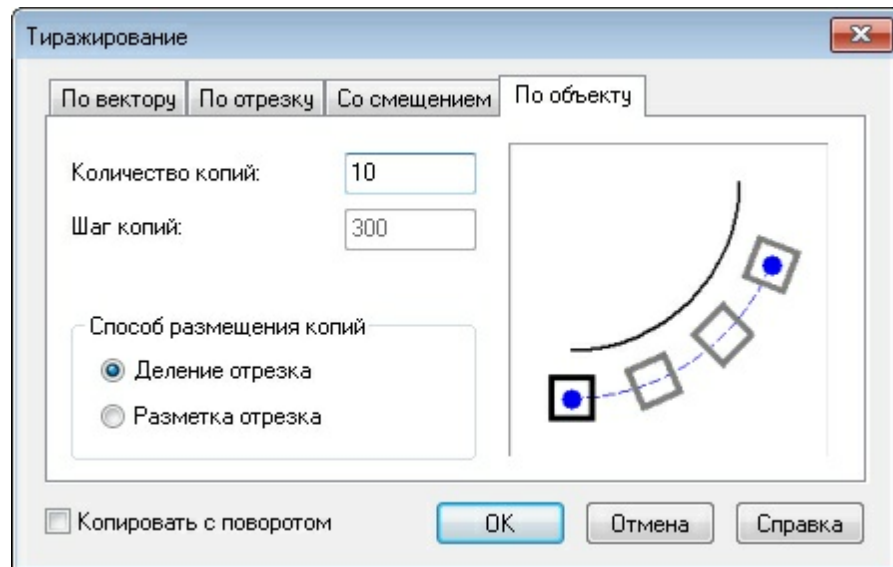 Тиражирование
По вектору По отрезку Со смещением По объекту
Количество копий: 10
Шаг копий: 300
Способ размещения копий
Деление отрезка
Разметка отрезка
Копировать с поворотом OK Отмена Справка